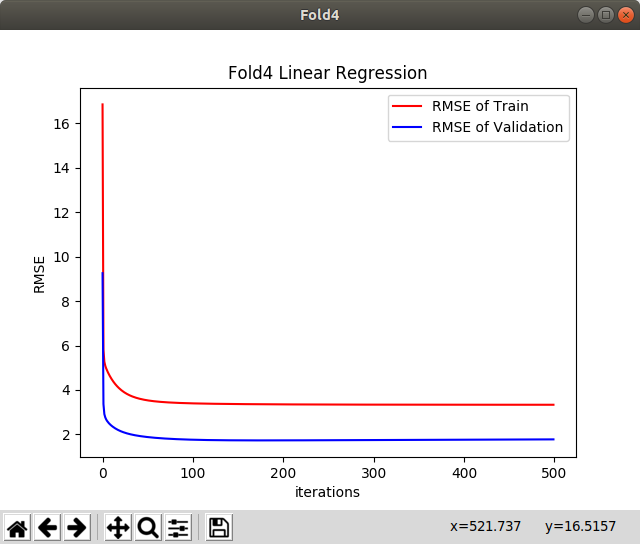 Fold4
Fold4 Linear Regression
RMSE of Train
RMSE of Validation
16
14
12
10
8
6
4
2
RMSE
0 100 200 300 400 500
iterations
x=521.737 y=16.5157